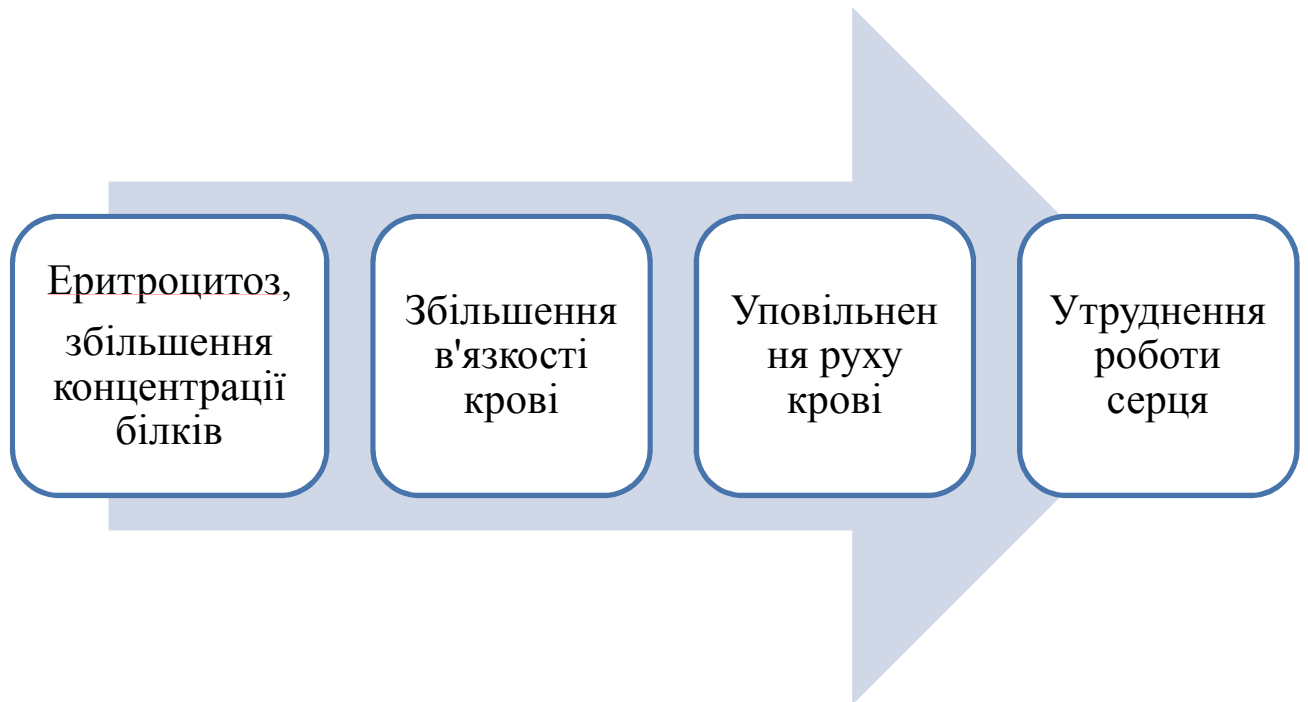 Еритроцитоз,
збільшення
концентрації
білків
Збільшення
в'язкості
крові
Уповільнен
ня руху
крові
Утруднення
роботи
серця